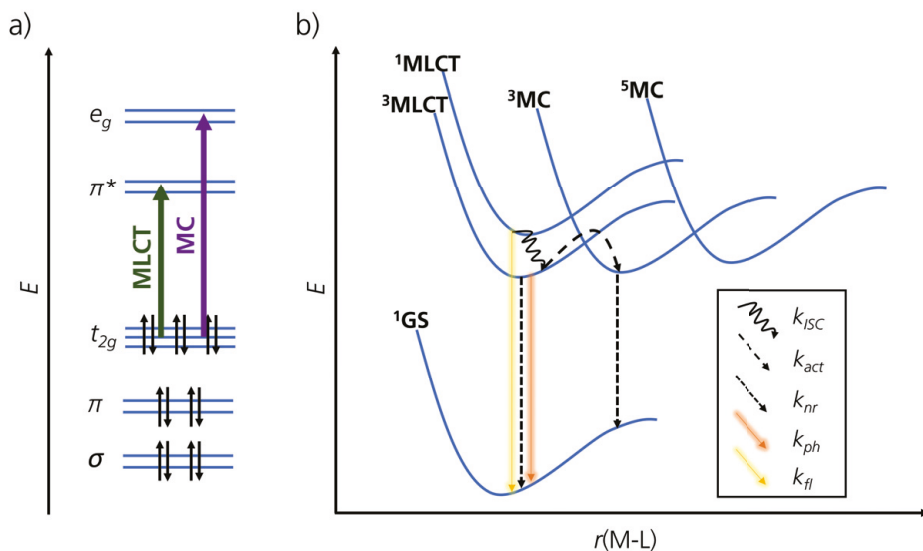 a)
E
e_g
π*
MLCT
MC
t_2g
π
σ
b)
E
¹MLCT
³MLCT
³MC
⁵MC
¹GS
k_ISC
k_act
k_nr
k_ph
k_fl
r(M-L)